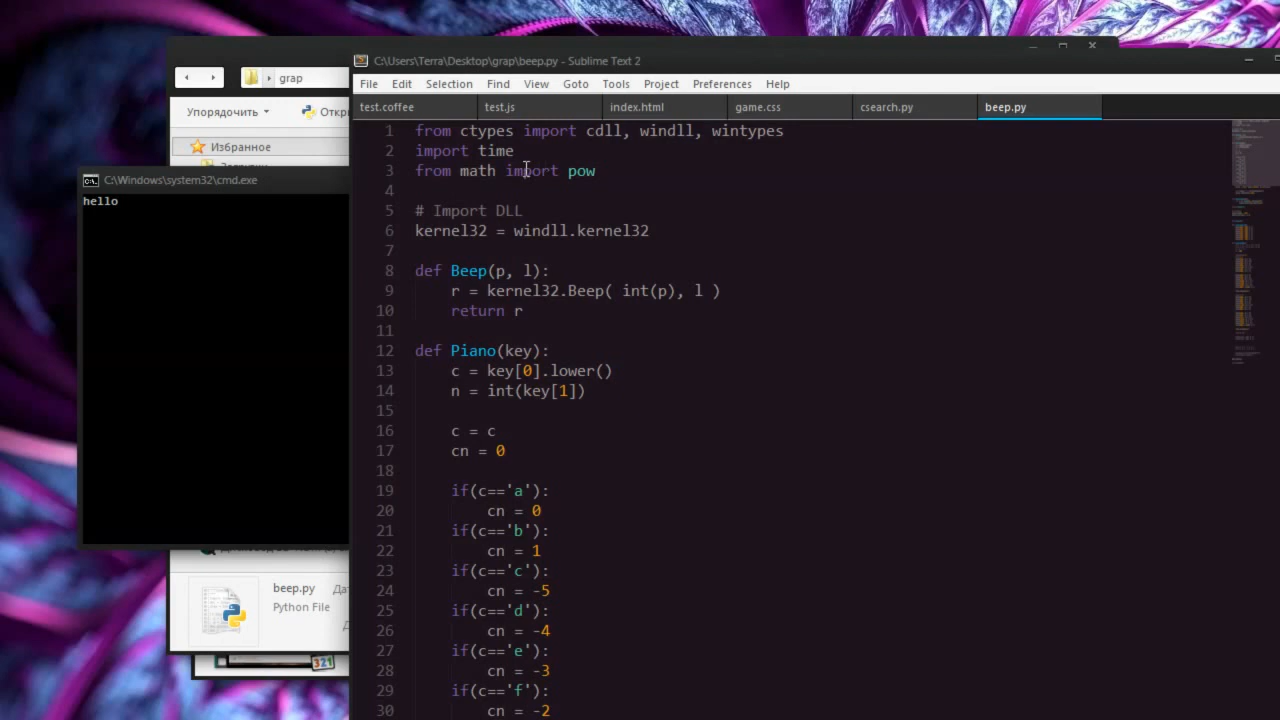 grap
Упорядочить
Избранное
C:\Windows\system32\cmd.exe
hello
beep.py
Python File
321
C:\Users\Terra\Desktop\grap\beep.py - Sublime Text 2
File Edit Selection Find View Goto Tools Project Preferences Help
test.coffee test.js index.html game.css csearch.py beep.py
1 from ctypes import cdll, windll, wintypes
2 import time
3 from math import pow
4
5 # Import DLL
6 kernel32 = windll.kernel32
7
8 def Beep(p, l):
9 r = kernel32.Beep( int(p), l )
10 return r
11
12 def Piano(key):
13 c = key[0].lower()
14 n = int(key[1])
15
16 c = c
17 cn = 0
18
19 if(c=='a'):
20 cn = 0
21 if(c=='b'):
22 cn = 1
23 if(c=='c'):
24 cn = -5
25 if(c=='d'):
26 cn = -4
27 if(c=='e'):
28 cn = -3
29 if(c=='f'):
30 cn = -2